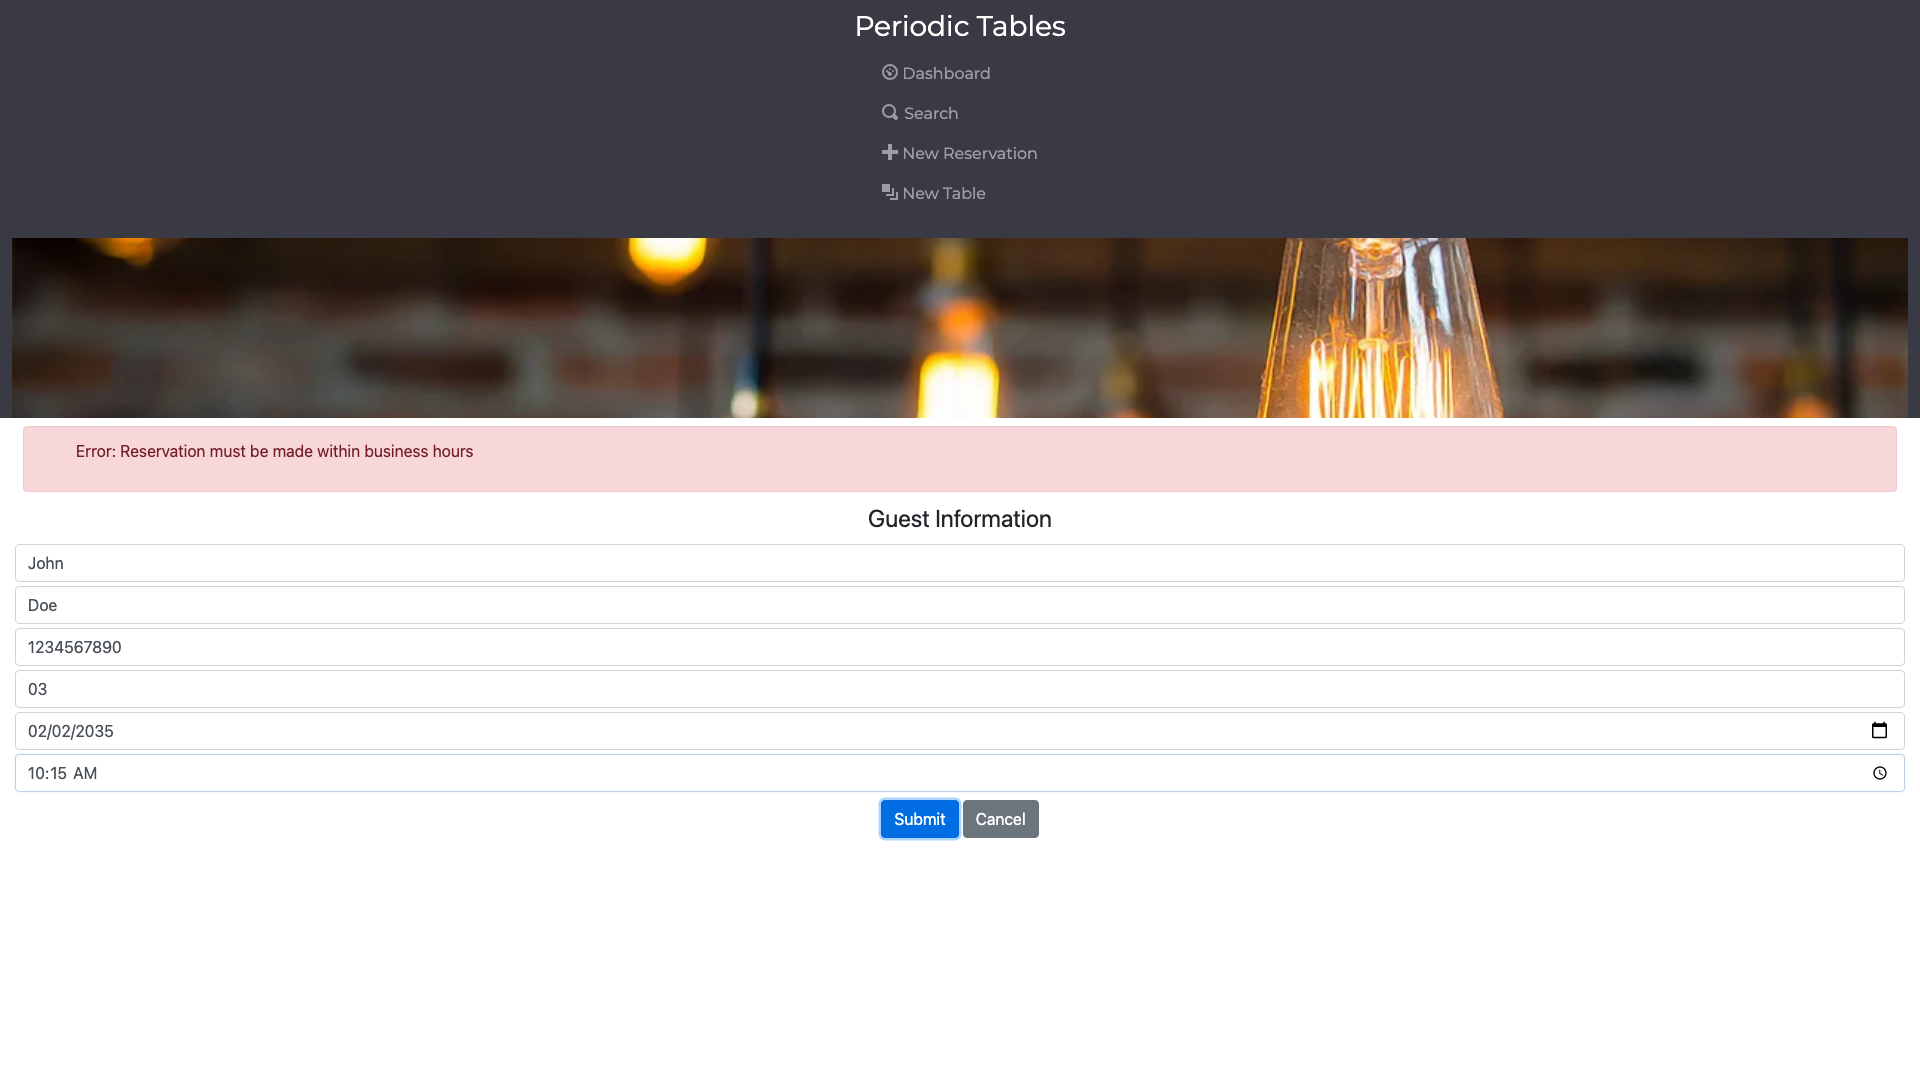 Periodic Tables
Dashboard
Search
New Reservation
New Table
Error: Reservation must be made within business hours
Guest Information
John
Doe
1234567890
03
02/02/2035
10:15 AM
Submit Cancel